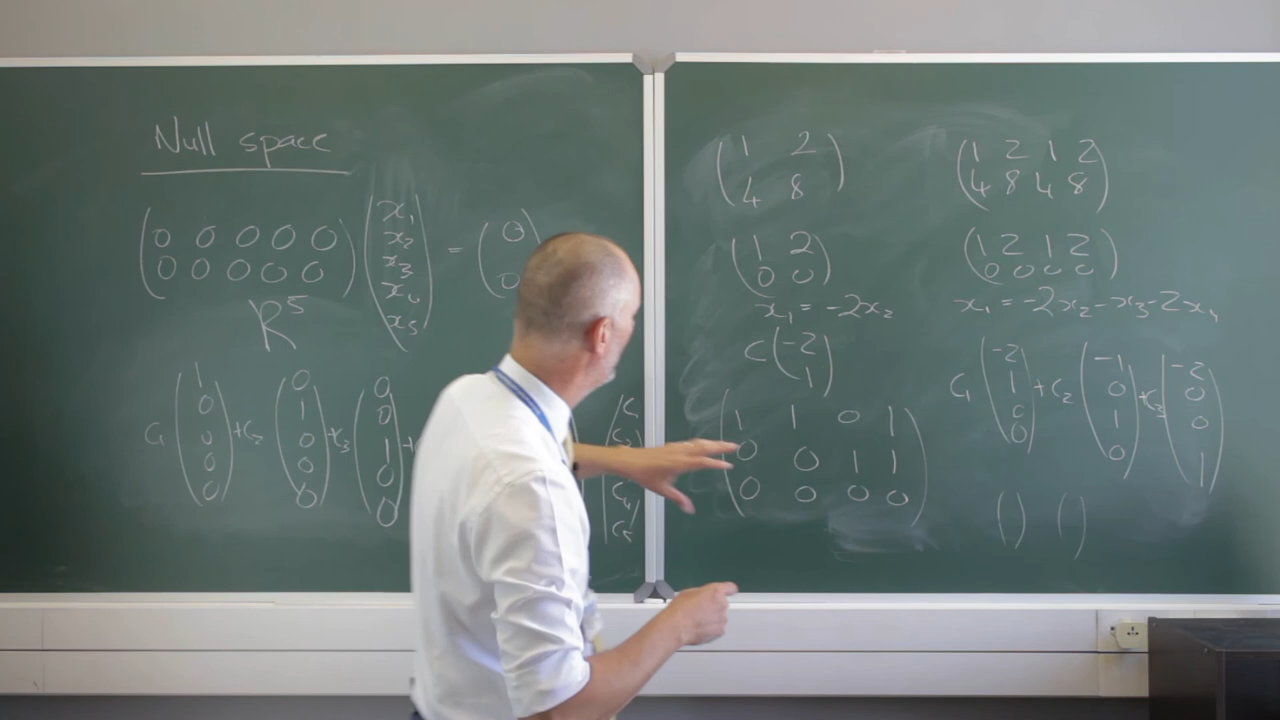 Null space
( 0 0 0 0 0 ) ( x₁ ) = ( 0 )
( 0 0 0 0 0 ) ( x₂ ) ( 0 )
( x₃ )
( x₄ )
( x₅ )
R⁵
C₁ ( 1 0 0 0 0 ) + C₂ ( 0 1 0 0 0 ) + C₃ ( 0 0 1 0 0 ) +
( 1 2 )
( 4 8 )
( 1 2 )
( 0 0 )
x₁ = -2x₂
C ( -2 )
( 1 )
( 1 1 0 1 )
( 0 0 1 1 )
( 0 0 0 0 )
( 1 2 1 2 )
( 4 8 4 8 )
( 1 2 1 2 )
( 0 0 0 0 )
x₁ = -2x₂ - x₃ - 2x₄
C₁ ( -2 1 0 0 ) + C₂ ( -1 0 1 0 ) + C₃ ( -2 0 0 1 )
( ) ( )